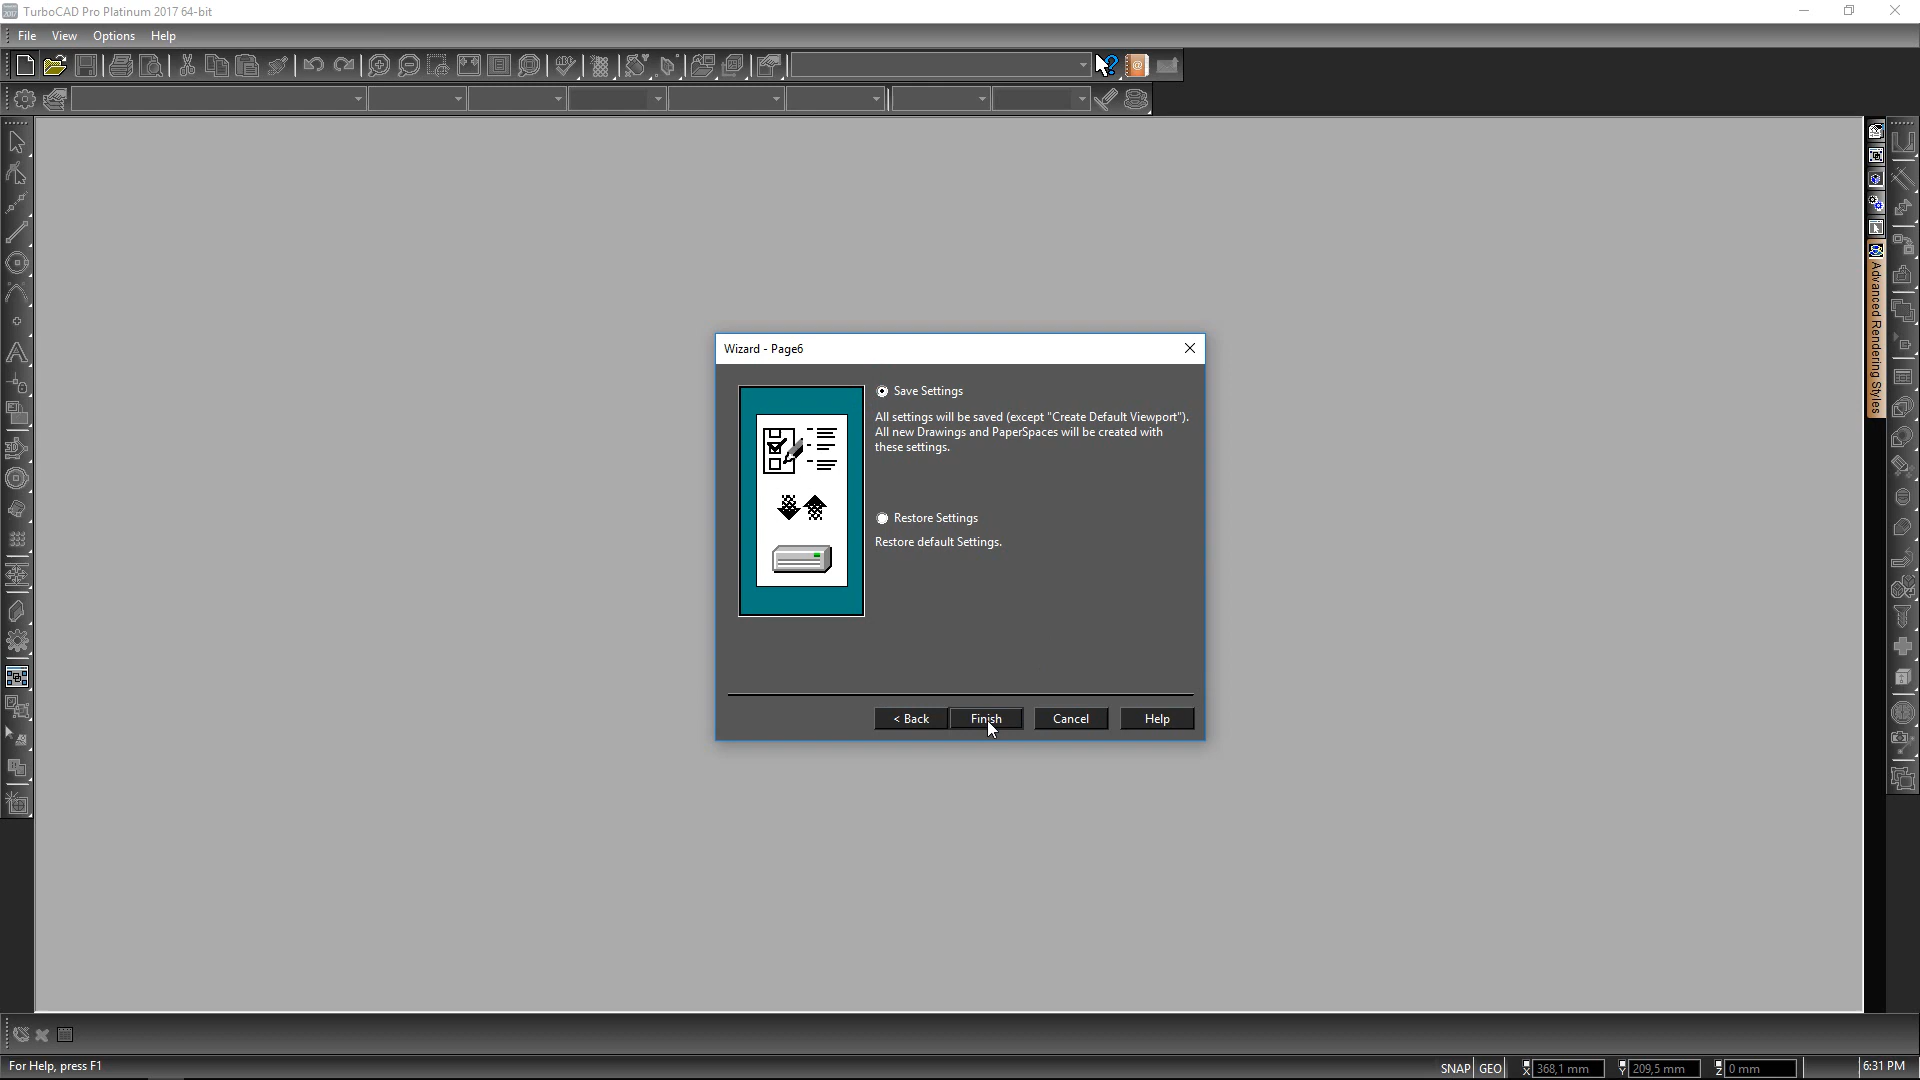 TurboCAD Pro Platinum 2017 64-bit
File View Options Help
Wizard - Page6
Save Settings
All settings will be saved (except "Create Default Viewport").
All new Drawings and PaperSpaces will be created with
these settings.
Restore Settings
Restore default Settings.
< Back Finish Cancel Help
Advanced Rendering Styles
For Help, press F1
SNAP GEO X 368,1 mm Y 209,5 mm Z 0 mm 6:31 PM